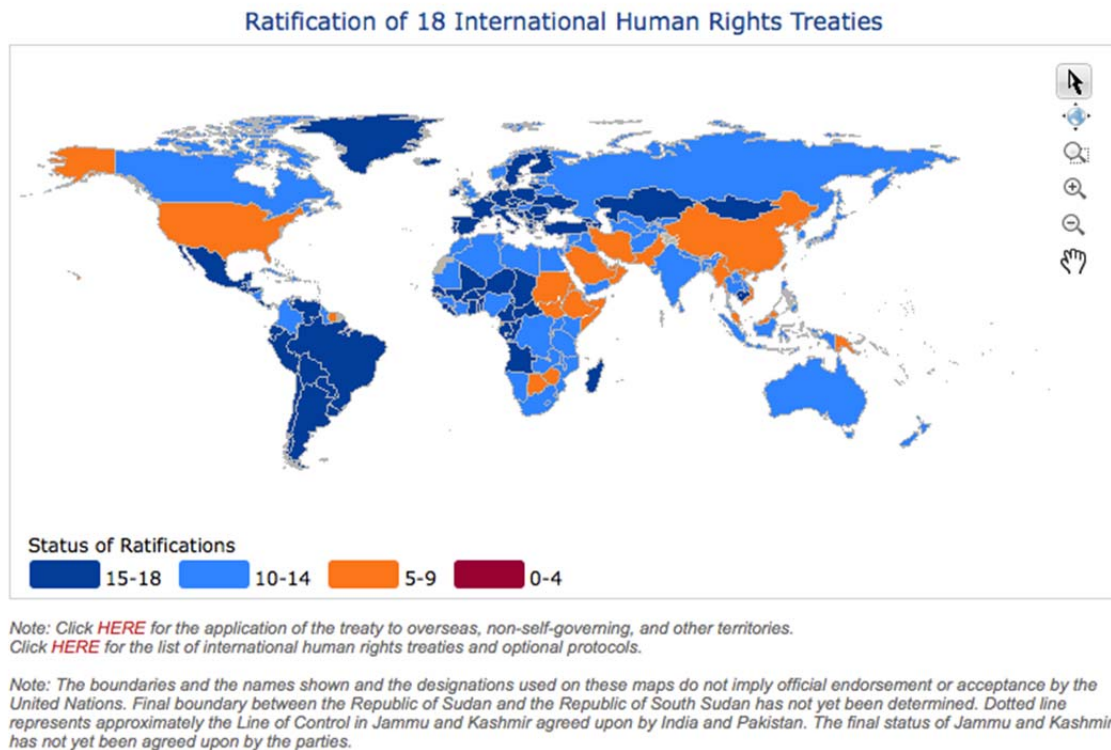 Ratification of 18 International Human Rights Treaties
Status of Ratifications
15-18 10-14 5-9 0-4
Note: Click HERE for the application of the treaty to overseas, non-self-governing, and other territories.
Click HERE for the list of international human rights treaties and optional protocols.
Note: The boundaries and the names shown and the designations used on these maps do not imply official endorsement or acceptance by the
United Nations. Final boundary between the Republic of Sudan and the Republic of South Sudan has not yet been determined. Dotted line
represents approximately the Line of Control in Jammu and Kashmir agreed upon by India and Pakistan. The final status of Jammu and Kashmir
has not yet been agreed upon by the parties.